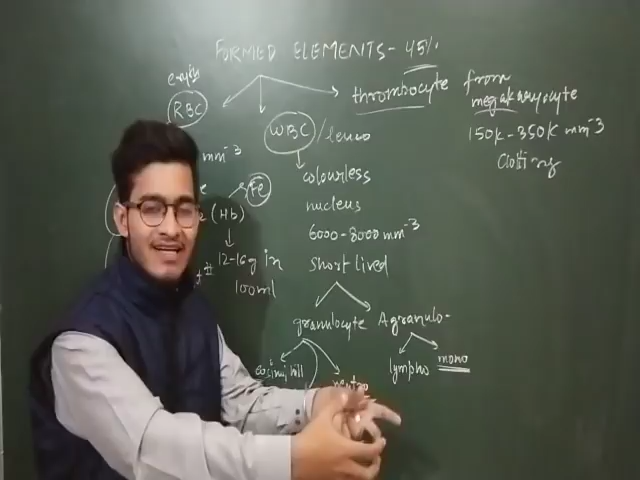 FORMED ELEMENTS - 45%
RBC
WBC / leuco
thrombocyte
from
megakaryocyte
150K-350K mm⁻³
Clotting
mm⁻³
Fe
(Hb)
12-16g in
100ml
colourless
nucleus
6000-8000 mm⁻³
short lived
granulocyte Agranulo-
neutro
lympho mono